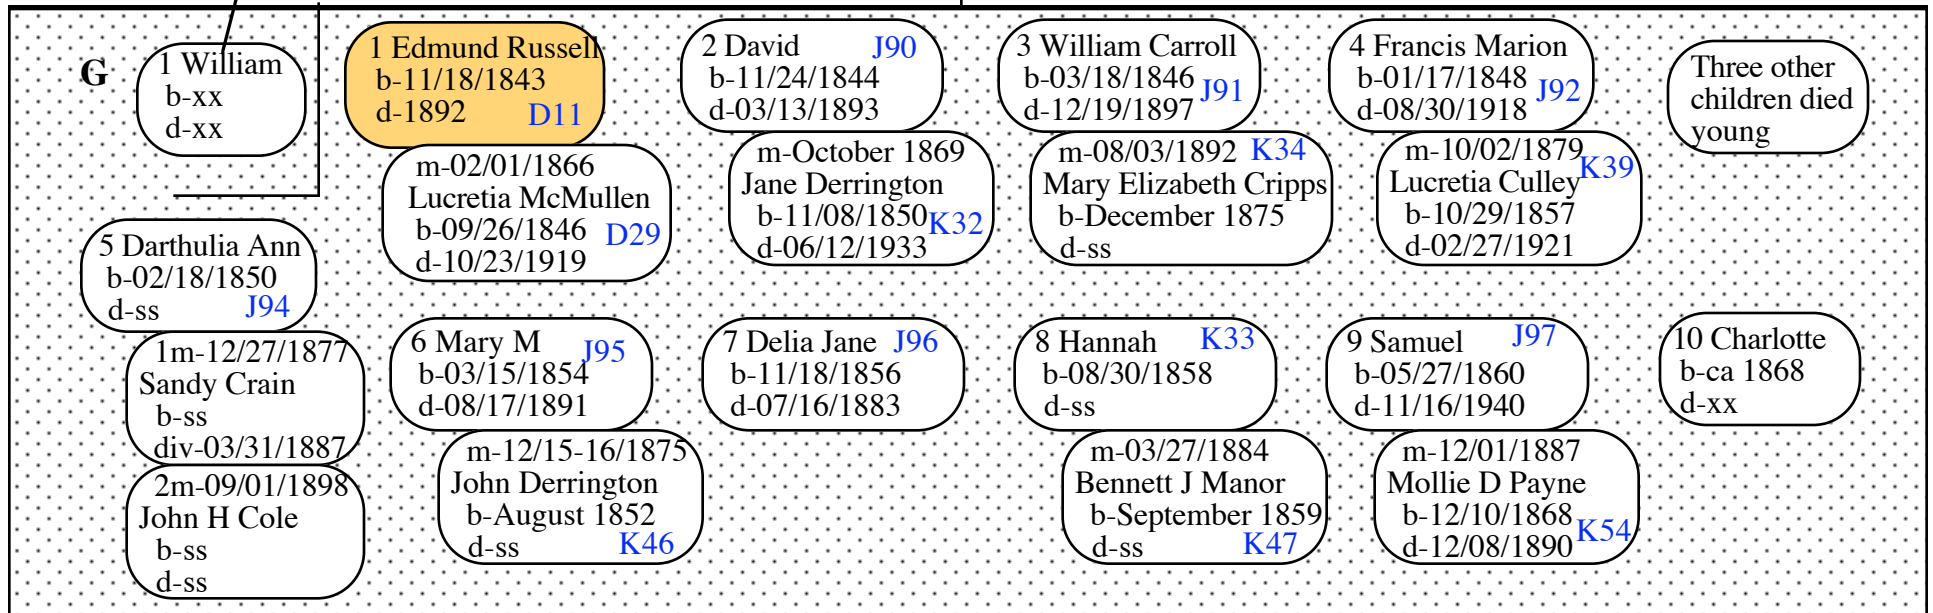 G
1 William
b-xx
d-xx
1 Edmund Russell
b-11/18/1843
d-1892 D11
m-02/01/1866
Lucretia McMullen
b-09/26/1846 D29
d-10/23/1919
2 David J90
b-11/24/1844
d-03/13/1893
m-October 1869
Jane Derrington
b-11/08/1850 K32
d-06/12/1933
3 William Carroll
b-03/18/1846 J91
d-12/19/1897
m-08/03/1892 K34
Mary Elizabeth Cripps
b-December 1875
d-ss
4 Francis Marion
b-01/17/1848 J92
d-08/30/1918
m-10/02/1879 K39
Lucretia Culley
b-10/29/1857
d-02/27/1921
Three other
children died
young
5 Darthulia Ann
b-02/18/1850
d-ss J94
1m-12/27/1877
Sandy Crain
b-ss
div-03/31/1887
2m-09/01/1898
John H Cole
b-ss
d-ss
6 Mary M J95
b-03/15/1854
d-08/17/1891
m-12/15-16/1875
John Derrington
b-August 1852
d-ss K46
7 Delia Jane J96
b-11/18/1856
d-07/16/1883
8 Hannah K33
b-08/30/1858
d-ss
m-03/27/1884
Bennett J Manor
b-September 1859
d-ss K47
9 Samuel J97
b-05/27/1860
d-11/16/1940
m-12/01/1887
Mollie D Payne
b-12/10/1868 K54
d-12/08/1890
10 Charlotte
b-ca 1868
d-xx